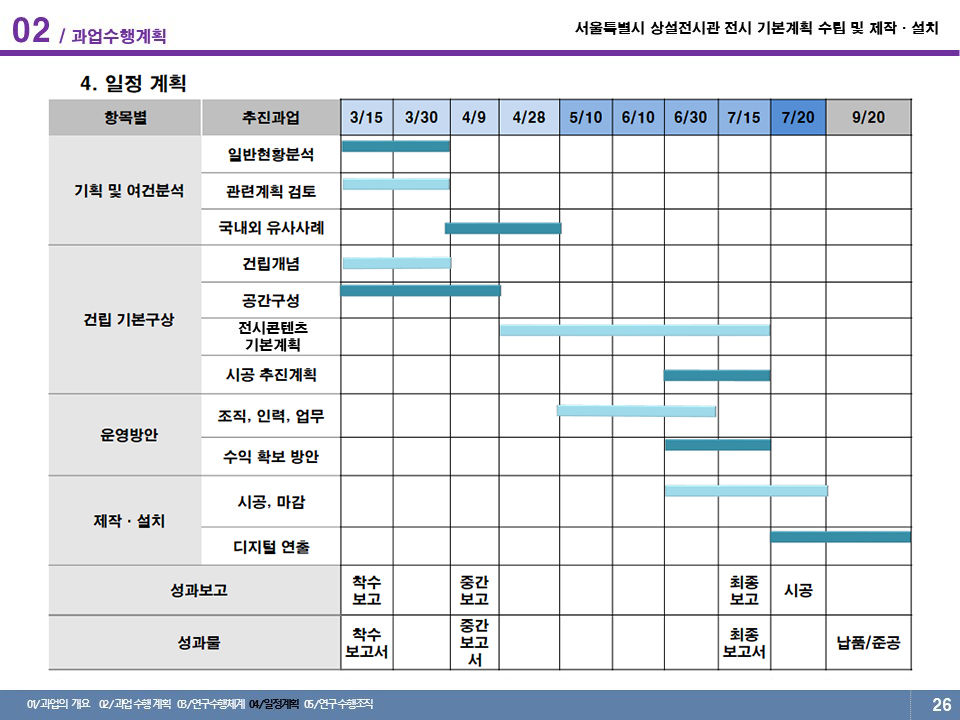 02 / 과업수행계획
서울특별시 상설전시관 전시 기본계획 수립 및 제작 · 설치
4. 일정 계획
항목별 추진과업 3/15 3/30 4/9 4/28 5/10 6/10 6/30 7/15 7/20 9/20
기획 및 여건분석
일반현황분석
관련계획 검토
국내외 유사사례
건립 기본구상
건립개념
공간구성
전시콘텐츠
기본계획
시공 추진계획
운영방안
조직, 인력, 업무
수익 확보 방안
제작 · 설치
시공, 마감
디지털 연출
성과보고
착수
보고
중간
보고
최종
보고
시공
성과물
착수
보고서
중간
보고
서
최종
보고서
납품/준공
01/과업의 개요 02/과업 수행 계획 03/연구수행체계 04/일정계획 05/연구 수행조직
26